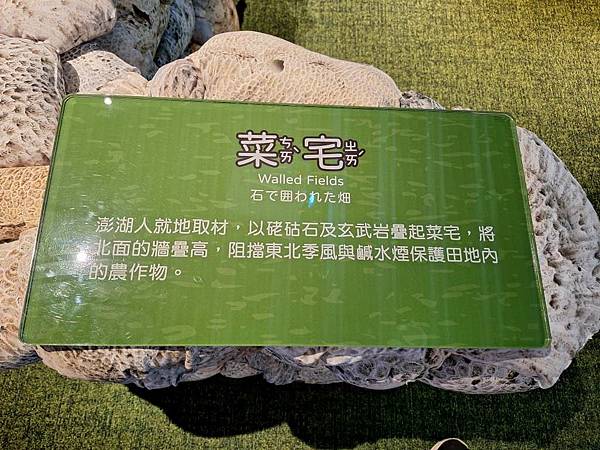 菜ㄘㄞˋ宅ㄓㄞˊ
Walled Fields
石で囲われた畑
澎湖人就地取材，以硓𥑮石及玄武岩疊起菜宅，將
北面的牆疊高，阻擋東北季風與鹹水煙保護田地內
的農作物。